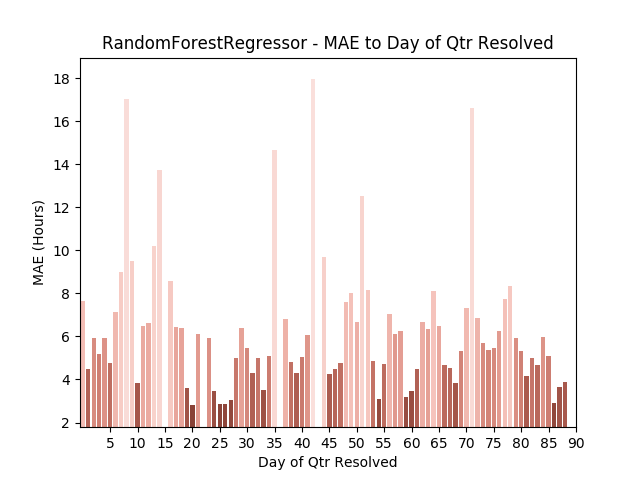 RandomForestRegressor - MAE to Day of Qtr Resolved
MAE (Hours)
18
16
14
12
10
8
6
4
2
5 10 15 20 25 30 35 40 45 50 55 60 65 70 75 80 85 90
Day of Qtr Resolved